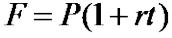 F = P(1 + rt)